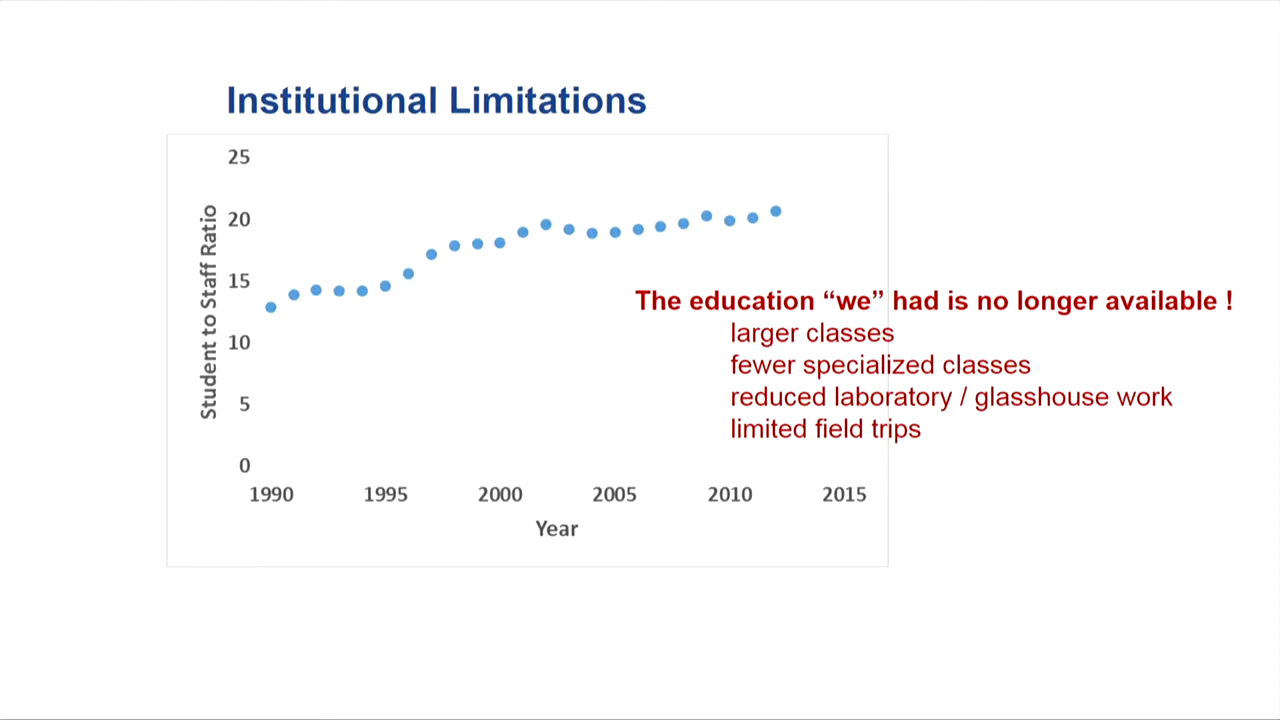 Institutional Limitations
25
20
15
10
5
0
Student to Staff Ratio
1990 1995 2000 2005 2010 2015
Year
The education “we” had is no longer available !
larger classes
fewer specialized classes
reduced laboratory / glasshouse work
limited field trips